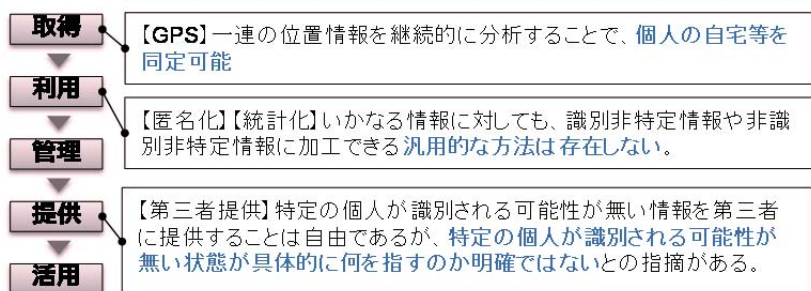 取得
【GPS】一連の位置情報を継続的に分析することで、個人の自宅等を
同定可能
利用
【匿名化】【統計化】いかなる情報に対しても、識別非特定情報や非識
別非特定情報に加工できる汎用的な方法は存在しない。
管理
提供
【第三者提供】特定の個人が識別される可能性が無い情報を第三者
に提供することは自由であるが、特定の個人が識別される可能性が
無い状態が具体的に何を指すのか明確ではないとの指摘がある。
活用